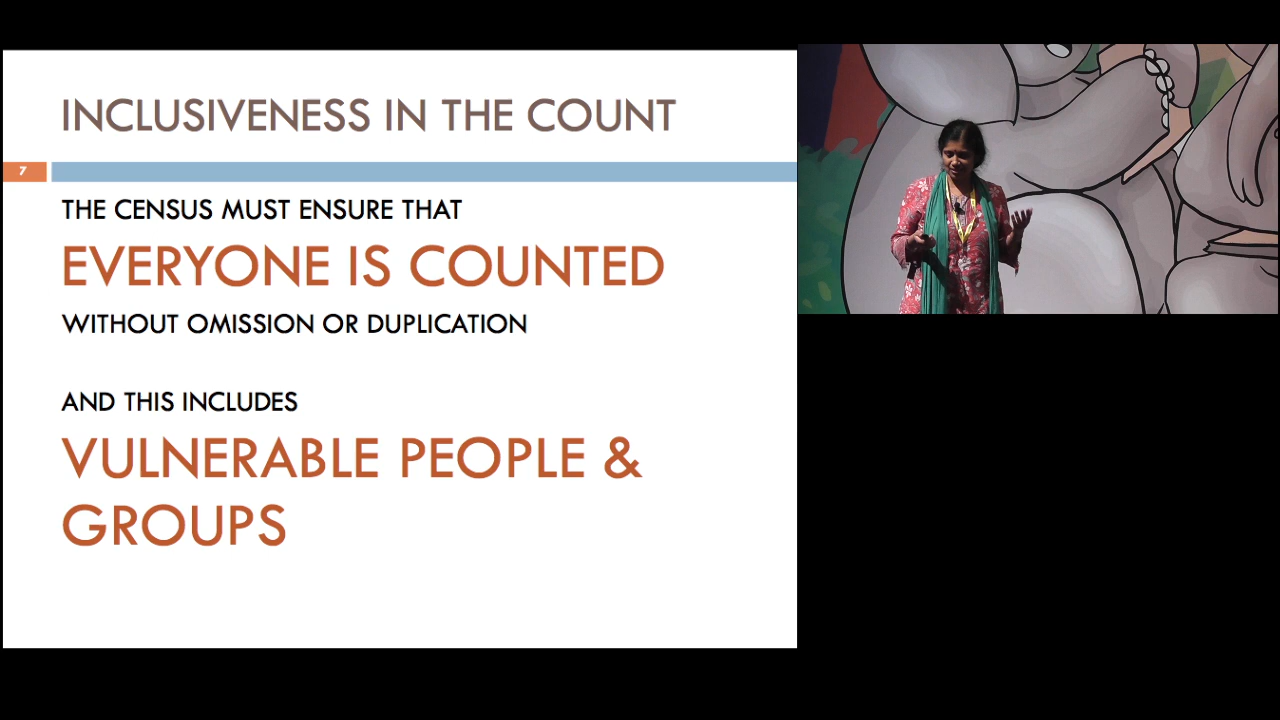 INCLUSIVENESS IN THE COUNT
7
THE CENSUS MUST ENSURE THAT
EVERYONE IS COUNTED
WITHOUT OMISSION OR DUPLICATION
AND THIS INCLUDES
VULNERABLE PEOPLE &
GROUPS